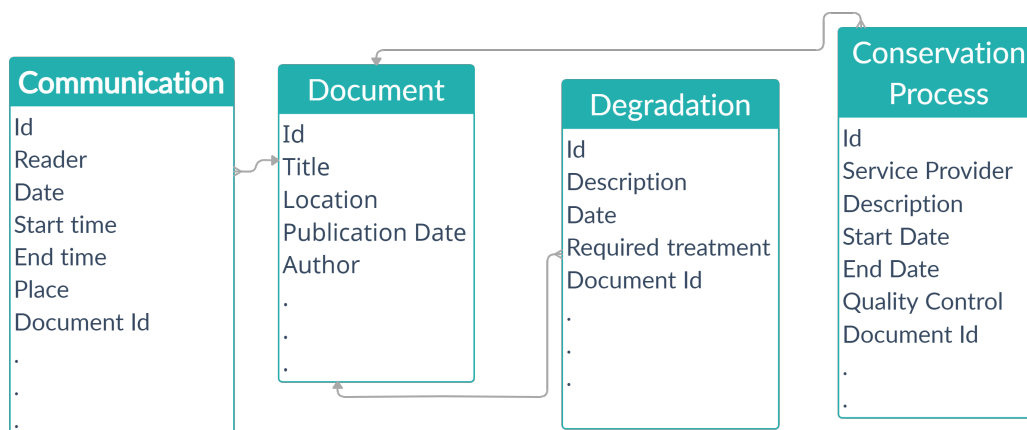 Communication
Id
Reader
Date
Start time
End time
Place
Document Id
.
.
.
Document
Id
Title
Location
Publication Date
Author
.
.
.
Degradation
Id
Description
Date
Required treatment
Document Id
.
.
.
Conservation
Process
Id
Service Provider
Description
Start Date
End Date
Quality Control
Document Id
.
.